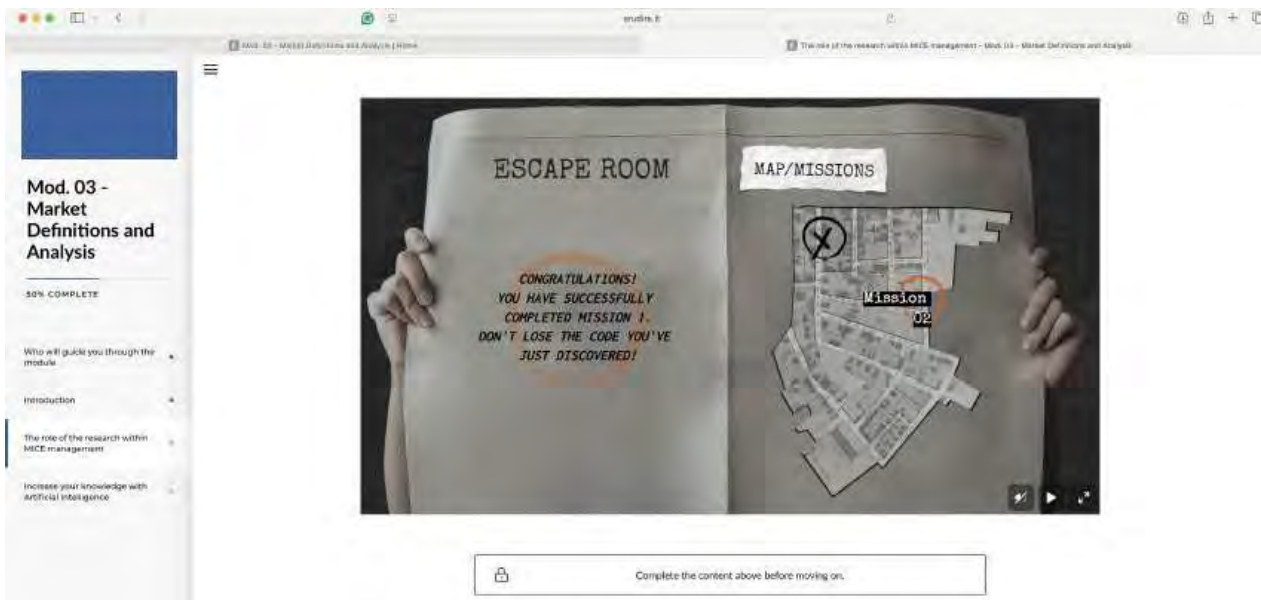 erudire.it
Mod. 03 - Market Definitions and Analysis | Home
The role of the research within MICE management - Mod. 03 - Market Definitions and Analysis
Mod. 03 -
Market
Definitions and
Analysis
50% COMPLETE
Who will guide you through the
module
Introduction
The role of the research within
MICE management
Increase your knowledge with
Artificial Intelligence
ESCAPE ROOM
CONGRATULATIONS!
YOU HAVE SUCCESSFULLY
COMPLETED MISSION 1.
DON'T LOSE THE CODE YOU'VE
JUST DISCOVERED!
MAP/MISSIONS
X
Mission
02
Complete the content above before moving on.